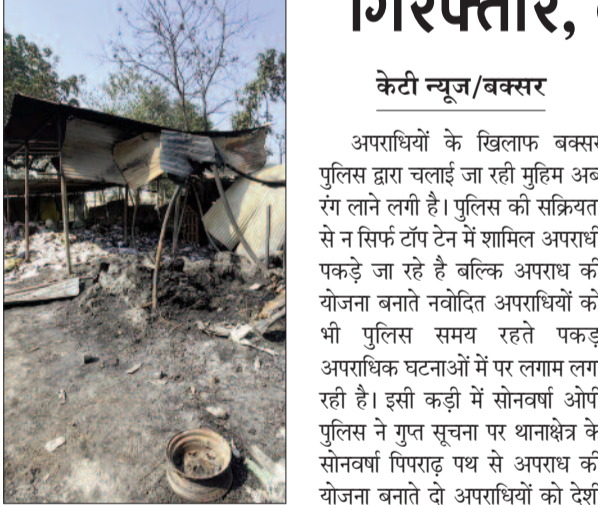 गिरफ्तार,
केटी न्यूज/बक्सर
अपराधियों के खिलाफ बक्सर
पुलिस द्वारा चलाई जा रही मुहिम अब
रंग लाने लगी है। पुलिस की सक्रियत
से न सिर्फ टॉप टेन में शामिल अपराधी
पकड़े जा रहे है बल्कि अपराध की
योजना बनाते नवोदित अपराधियों को
भी पुलिस समय रहते पकड़
अपराधिक घटनाओं में पर लगाम लगा
रही है। इसी कड़ी में सोनवर्षा ओपी
पुलिस ने गुप्त सूचना पर थानाक्षेत्र के
सोनवर्षा पिपराढ़ पथ से अपराध की
योजना बनाते दो अपराधियों को देशी